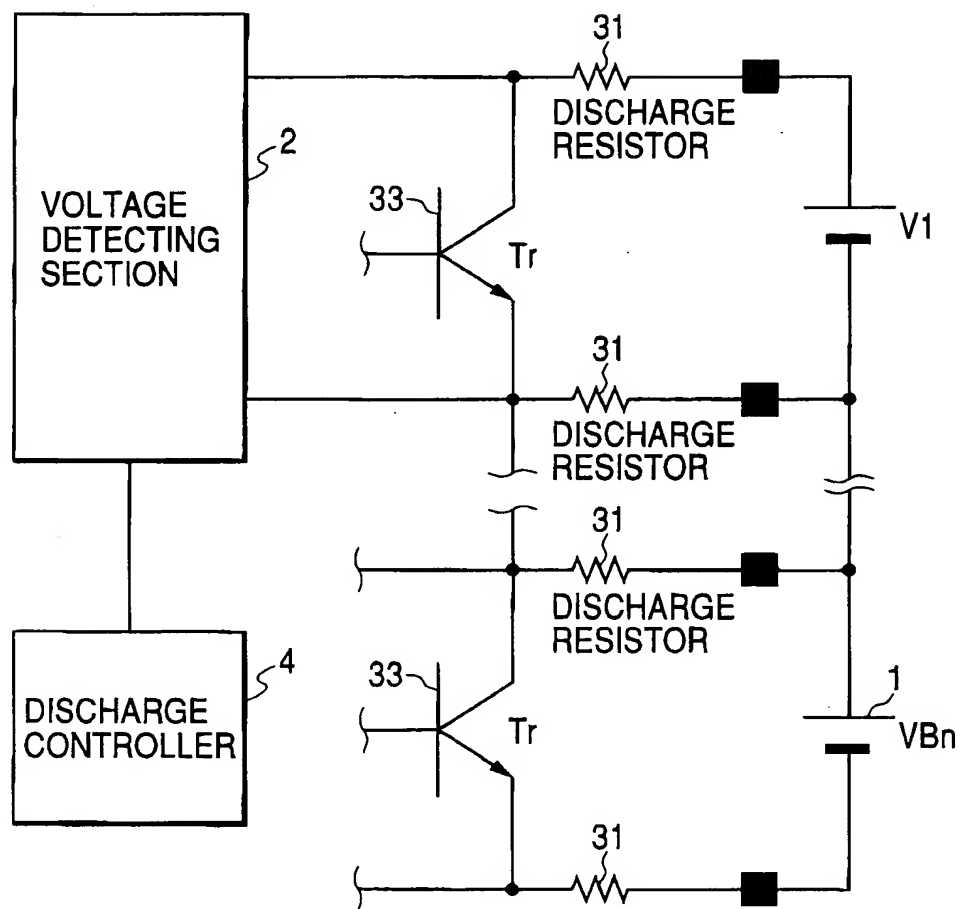 31
DISCHARGE
RESISTOR
2
VOLTAGE
DETECTING
SECTION
33
Tr
V1
31
DISCHARGE
RESISTOR
31
DISCHARGE
RESISTOR
4
DISCHARGE
CONTROLLER
33
Tr
1
VBn
31